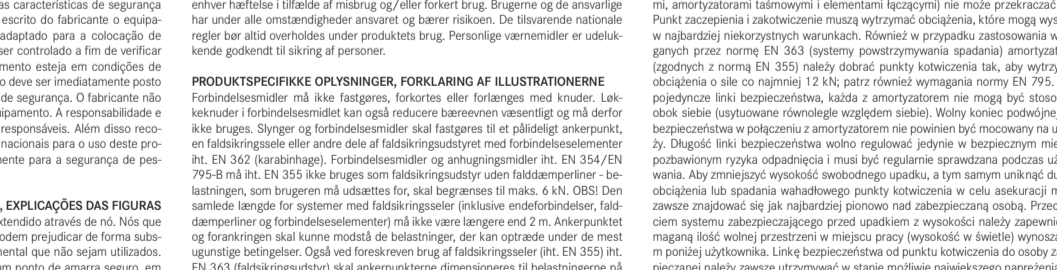 as características de segurança
escrito do fabricante o equipa-
adaptado para a colocação de
ser controlado a fim de verificar
mento esteja em condições de
o deve ser imediatamente posto
de segurança. O fabricante não
uipamento. A responsabilidade e
responsáveis. Além disso reco-
nacionais para o uso deste pro-
mente para a segurança de pes-
, EXPLICAÇÕES DAS FIGURAS
xtendido através de nó. Nós que
odem prejudicar de forma subs-
mental que não sejam utilizados.
um ponto de amarra seguro, em
enhver hæftelse i tilfælde af misbrug og/eller forkert brug. Brugerne og de ansvarlige
har under alle omstændigheder ansvaret og bærer risikoen. De tilsvarende nationale
regler bør altid overholdes under produktets brug. Personlige værnemidler er udeluk-
kende godkendt til sikring af personer.
PRODUKTSPECIFIKKE OPLYSNINGER, FORKLARING AF ILLUSTRATIONERNE
Forbindelsesmidler må ikke fastgøres, forkortes eller forlænges med knuder. Løk-
keknuder i forbindelsesmidlet kan også reducere bæreevnen væsentligt og må derfor
ikke bruges. Slynger og forbindelsesmidler skal fastgøres til et pålideligt ankerpunkt,
en faldsikringssele eller andre dele af faldsikringsudstyret med forbindelseselementer
iht. EN 362 (karabinhage). Forbindelsesmidler og anhugningsmidler iht. EN 354/EN
795-B må iht. EN 355 ikke bruges som faldsikringsudstyr uden falddæmperliner - be-
lastningen, som brugeren må udsættes for, skal begrænses til maks. 6 kN. OBS! Den
samlede længde for systemer med faldsikringsseler (inklusive endeforbindelser, fald-
dæmperliner og forbindelseselementer) må ikke være længere end 2 m. Ankerpunktet
og forankringen skal kunne modstå de belastninger, der kan optræde under de mest
ugunstige betingelser. Også ved foreskreven brug af faldsikringsseler (iht. EN 355) iht.
EN 363 (faldsikringsudstyr) skal ankerpunkterne dimensioneres til belastningerne på
mi, amortyzatorami taśmowymi i elementami łączącymi) nie może przekraczać
Punkt zaczepienia i zakotwiczenie muszą wytrzymać obciążenia, które mogą wys
w najbardziej niekorzystnych warunkach. Również w przypadku zastosowania w
ganych przez normę EN 363 (systemy powstrzymywania spadania) amortyzat
(zgodnych z normą EN 355) należy dobrać punkty kotwiczenia tak, aby wytrzy
obciążenia o sile co najmniej 12 kN; patrz również wymagania normy EN 795.
pojedyncze linki bezpieczeństwa, każda z amortyzatorem nie mogą być stoso
obok siebie (usytuowane równolegle względem siebie). Wolny koniec podwójnej
bezpieczeństwa w połączeniu z amortyzatorem nie powinien być mocowany na u
ży. Długość linki bezpieczeństwa wolno regulować jedynie w bezpiecznym mie
pozbawionym ryzyka odpadnięcia i musi być regularnie sprawdzana podczas uż
wania. Aby zmniejszyć wysokość swobodnego upadku, a tym samym uniknąć du
obciążenia lub spadania wahadłowego punkty kotwiczenia w celu asekuracji m
zawsze znajdować się jak najbardziej pionowo nad zabezpieczaną osobą. Przed
ciem systemu zabezpieczającego przed upadkiem z wysokości należy zapewnić
maganą ilość wolnej przestrzeni w miejscu pracy (wysokość w świetle) wynoszą
m poniżej użytkownika. Linkę bezpieczeństwa od punktu kotwiczenia do osoby z
pieczanej należy zawsze utrzymywać w stanie możliwie największego naprężenia